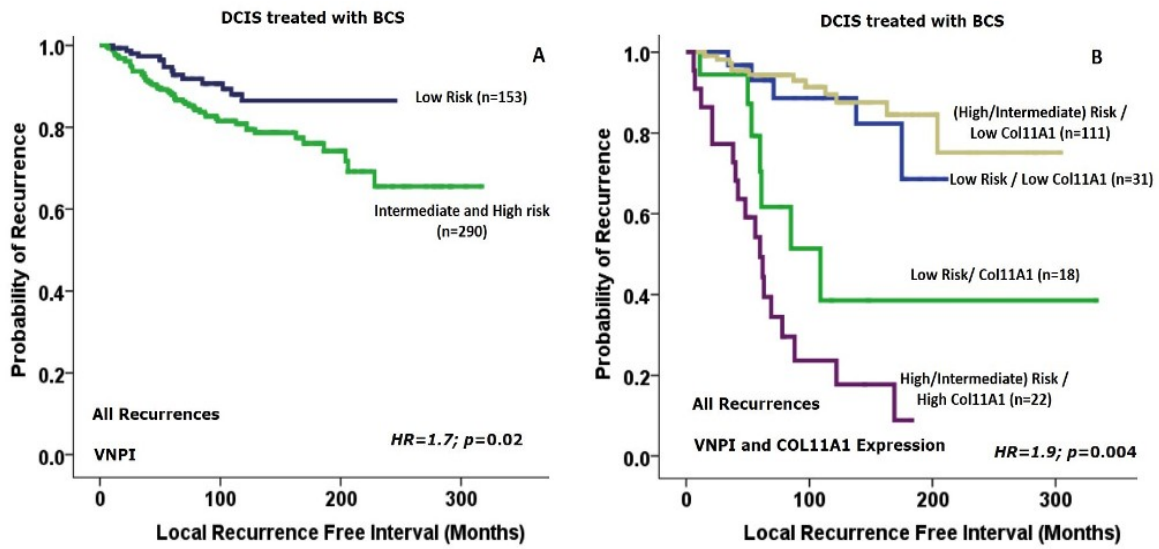 DCIS treated with BCS
A
1.0
0.8
0.6
0.4
0.2
0.0
Probability of Recurrence
Low Risk (n=153)
Intermediate and High risk
(n=290)
All Recurrences
VNPI
HR=1.7; p=0.02
0
100
200
300
Local Recurrence Free Interval (Months)
DCIS treated with BCS
B
1.0
0.8
0.6
0.4
0.2
0.0
Probability of Recurrence
(High/Intermediate) Risk /
Low Col11A1 (n=111)
Low Risk / Low Col11A1 (n=31)
Low Risk/ Col11A1 (n=18)
High/Intermediate) Risk /
High Col11A1 (n=22)
All Recurrences
VNPI and COL11A1 Expression
HR=1.9; p=0.004
0
100
200
300
Local Recurrence Free Interval (Months)